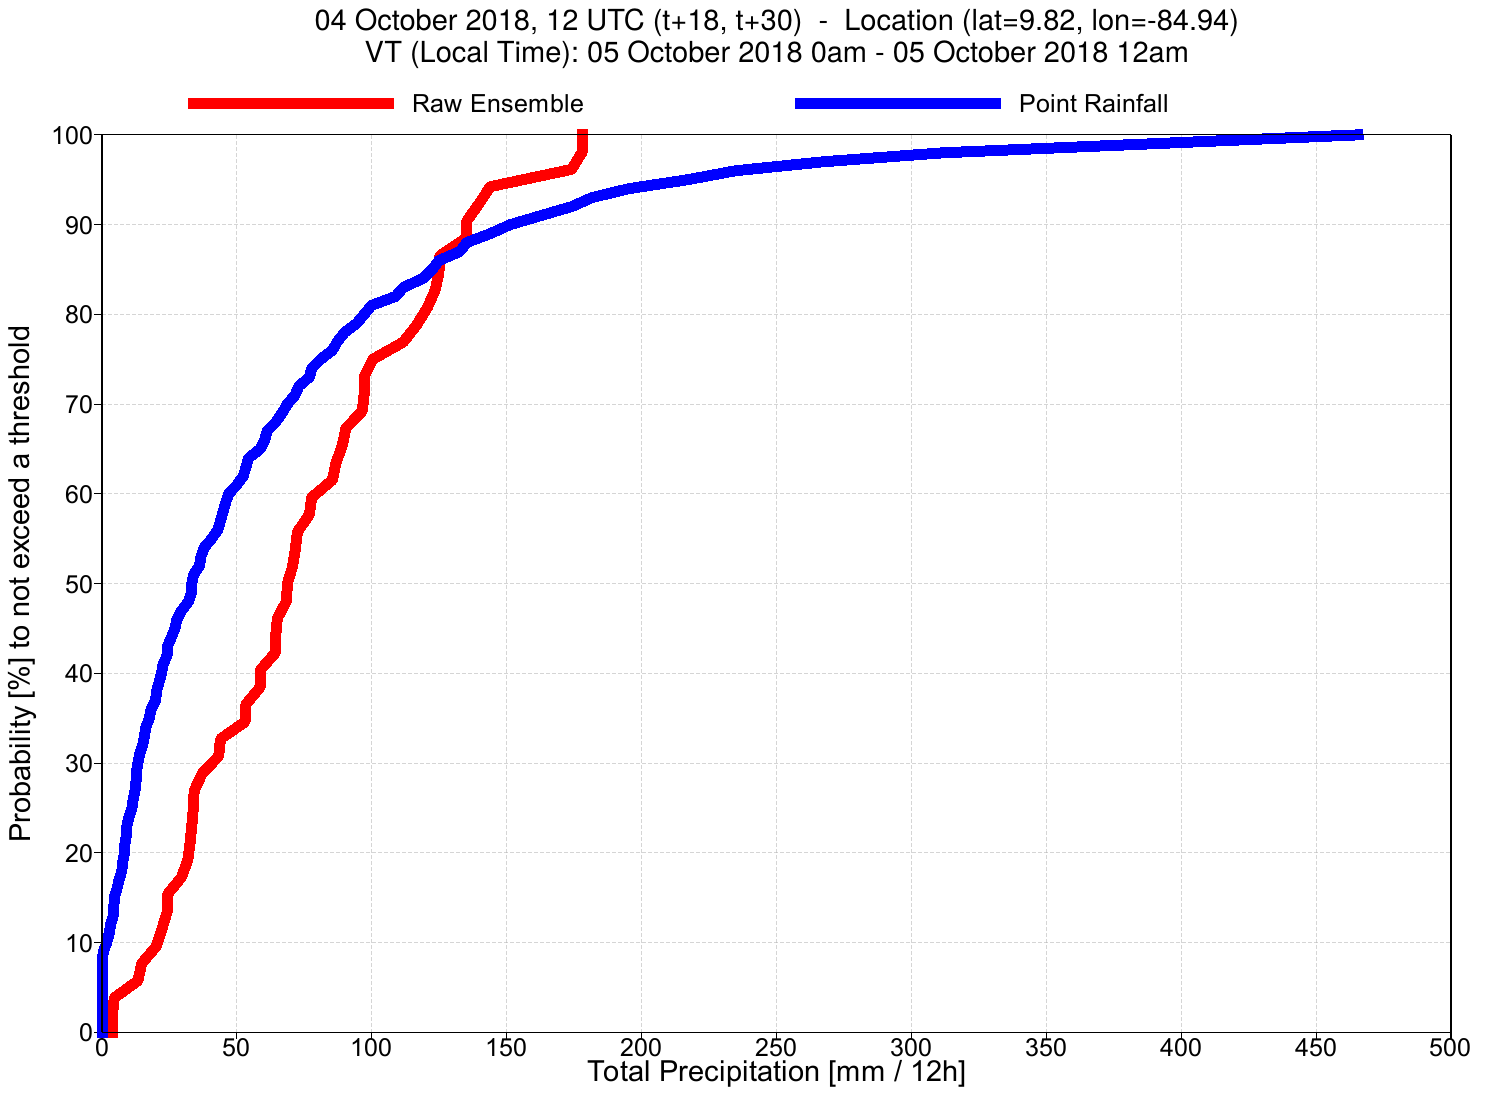 04 October 2018, 12 UTC (t+18, t+30)  -  Location (lat=9.82, lon=-84.94)
VT (Local Time): 05 October 2018 0am - 05 October 2018 12am
Raw Ensemble
Point Rainfall
Probability [%] to not exceed a threshold
100
90
80
70
60
50
40
30
20
10
0
0 50 100 150 200 250 300 350 400 450 500
Total Precipitation [mm / 12h]